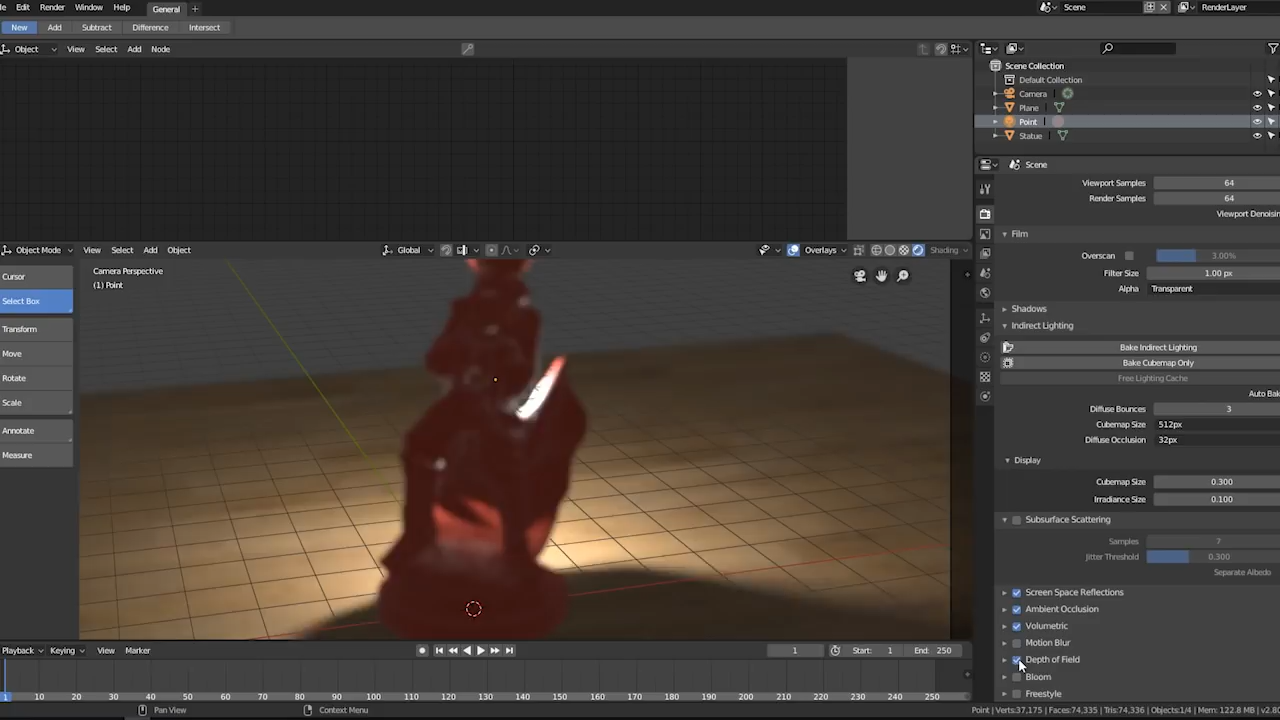 Edit Render Window Help General + Scene RenderLayer
New Add Subtract Difference Intersect
Object View Select Add Node
Scene Collection
Default Collection
Camera
Plane
Point
Statue
Scene
Viewport Samples 64
Render Samples 64
Viewport Denoisin
Film
Overscan 3.00%
Filter Size 1.00 px
Alpha Transparent
Shadows
Indirect Lighting
Bake Indirect Lighting
Bake Cubemap Only
Free Lighting Cache
Auto Bak
Diffuse Bounces 3
Cubemap Size 512px
Diffuse Occlusion 32px
Display
Cubemap Size 0.300
Irradiance Size 0.100
Subsurface Scattering
Samples 7
Jitter Threshold 0.300
Separate Albedo
Screen Space Reflections
Ambient Occlusion
Volumetric
Motion Blur
Depth of Field
Bloom
Freestyle
Object Mode View Select Add Object Global Overlays Shading
Camera Perspective
(1) Point
Cursor
Select Box
Transform
Move
Rotate
Scale
Annotate
Measure
Playback Keying View Marker 1 Start: 1 End: 250
1 10 20 30 40 50 60 70 80 90 100 110 120 130 140 150 160 170 180 190 200 210 220 230 240 250
Pan View Context Menu Point | Verts:37,175 | Faces:74,335 | Tris:74,336 | Objects:1/4 | Mem: 122.8 MB | v2.80